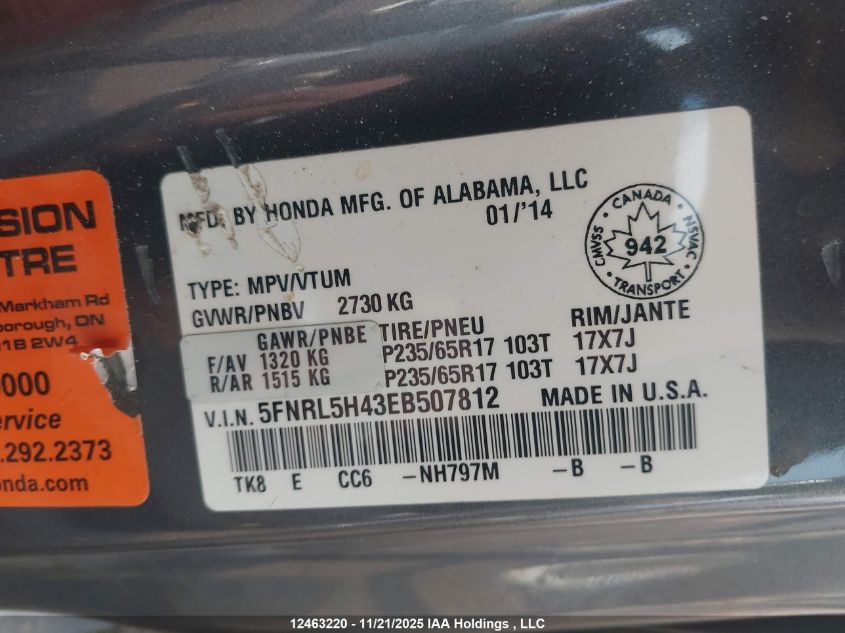 SION
TRE
Markham Rd
borough, ON
1B 2W4
000
ervice
.292.2373
nda.com
MFD. BY HONDA MFG. OF ALABAMA, LLC
01/'14
CANADA
CMVSS 942 NSVAC
TRANSPORT
TYPE: MPV/VTUM
GVWR/PNBV 2730 KG
GAWR/PNBE TIRE/PNEU RIM/JANTE
F/AV 1320 KG P235/65R17 103T 17X7J
R/AR 1515 KG P235/65R17 103T 17X7J
V.I.N. 5FNRL5H43EB507812 MADE IN U.S.A.
TK8 E CC6 -NH797M -B -B
12463220 - 11/21/2025 IAA Holdings , LLC